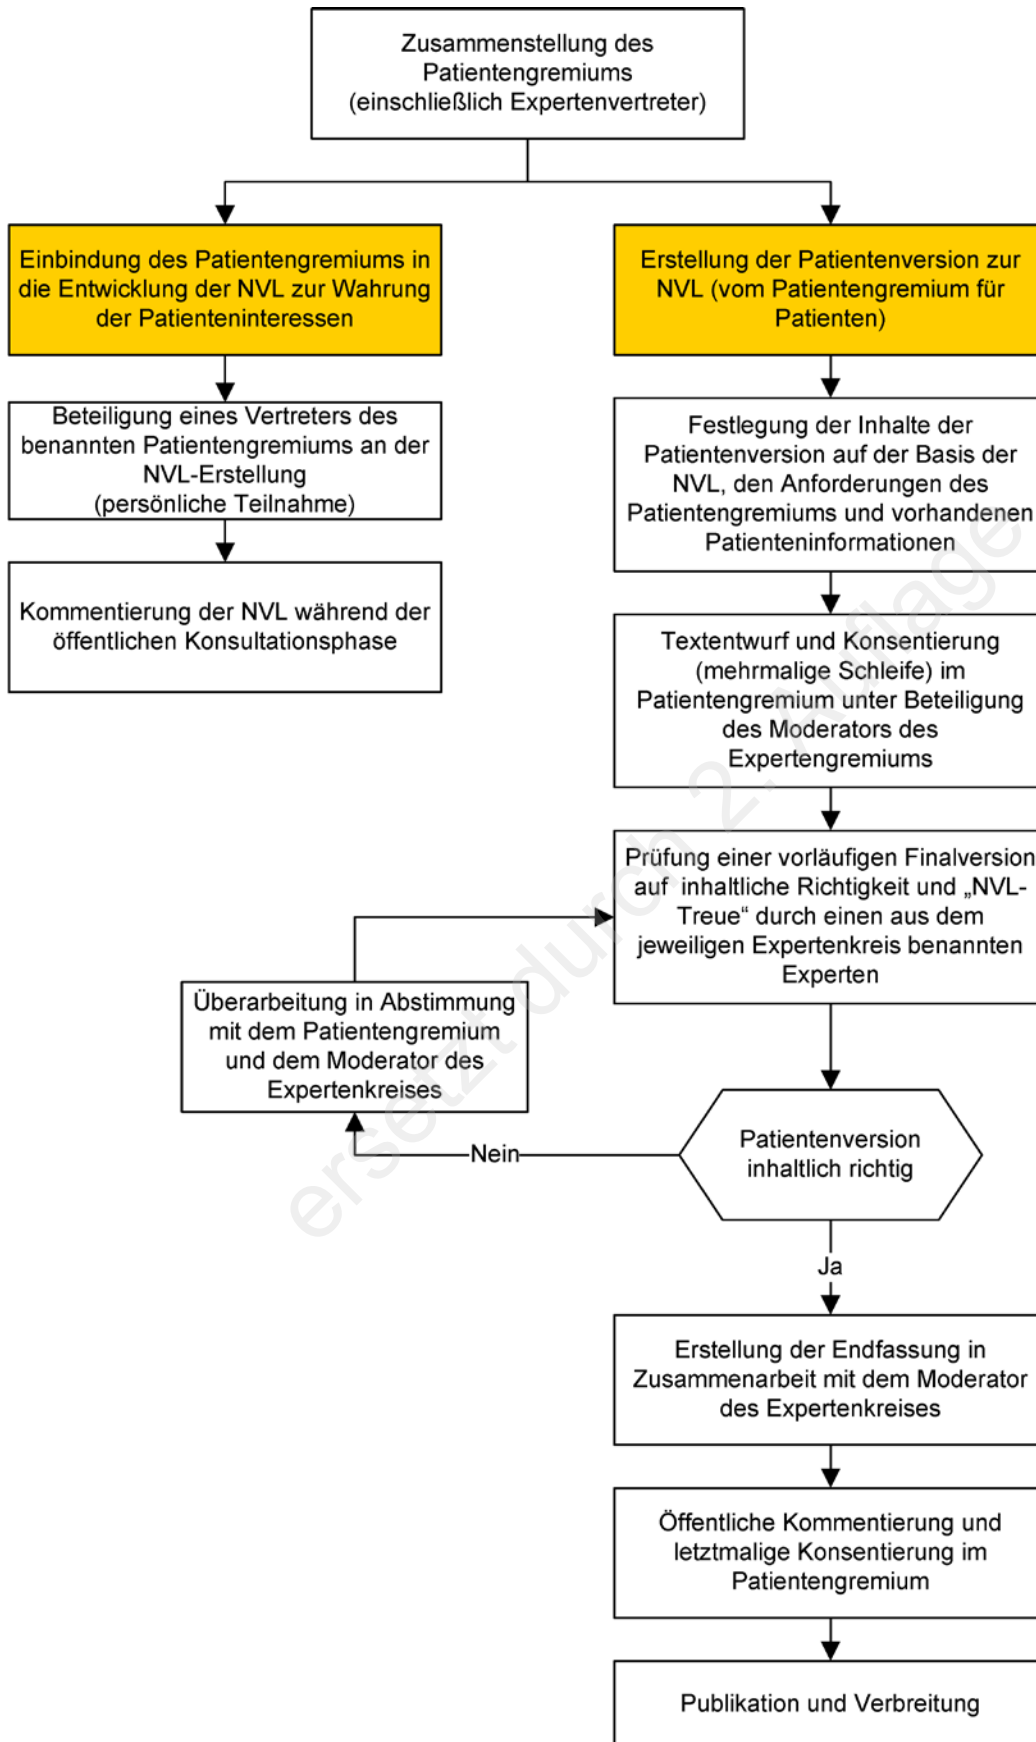 Zusammenstellung des
Patientengremiums
(einschließlich Expertenvertreter)
Einbindung des Patientengremiums in
die Entwicklung der NVL zur Wahrung
der Patienteninteressen
Beteiligung eines Vertreters des
benannten Patientengremiums an der
NVL-Erstellung
(persönliche Teilnahme)
Kommentierung der NVL während der
öffentlichen Konsultationsphase
Erstellung der Patientenversion zur
NVL (vom Patientengremium für
Patienten)
Festlegung der Inhalte der
Patientenversion auf der Basis der
NVL, den Anforderungen des
Patientengremiums und vorhandenen
Patienteninformationen
Textentwurf und Konsentierung
(mehrmalige Schleife) im
Patientengremium unter Beteiligung
des Moderators des
Expertengremiums
Prüfung einer vorläufigen Finalversion
auf inhaltliche Richtigkeit und „NVL-
Treue“ durch einen aus dem
jeweiligen Expertenkreis benannten
Experten
Überarbeitung in Abstimmung
mit dem Patientengremium
und dem Moderator des
Expertenkreises
Patientenversion
inhaltlich richtig
Nein
Ja
Erstellung der Endfassung in
Zusammenarbeit mit dem Moderator
des Expertenkreises
Öffentliche Kommentierung und
letztmalige Konsentierung im
Patientengremium
Publikation und Verbreitung
ersetzt durch 2. Auflage